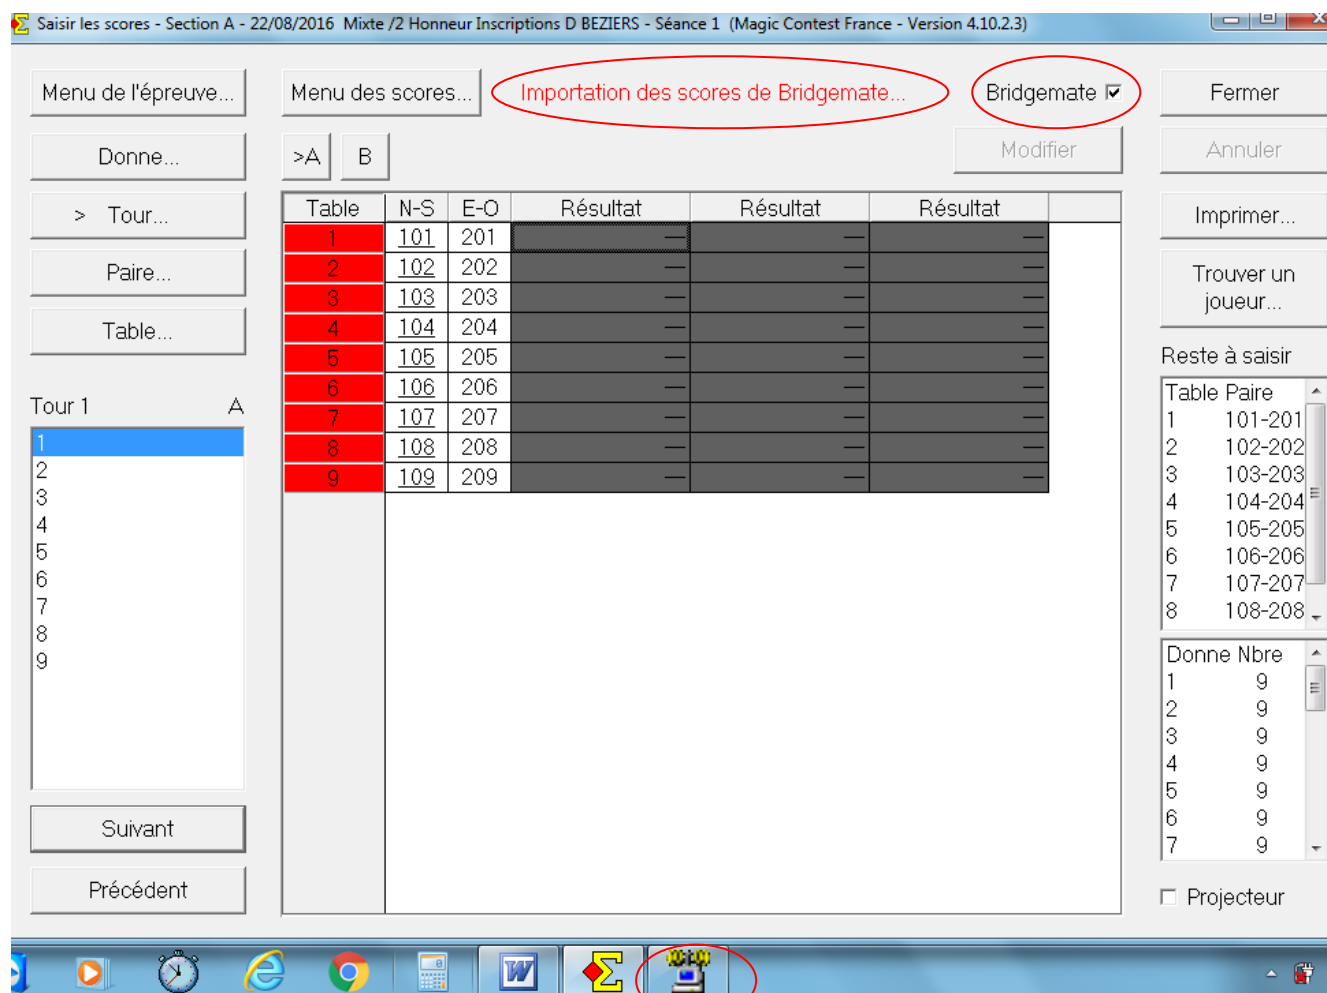 Saisir les scores - Section A - 22/08/2016 Mixte /2 Honneur Inscriptions D BEZIERS - Séance 1 (Magic Contest France - Version 4.10.2.3)
Menu de l'épreuve... Menu des scores... Importation des scores de Bridgemate... Bridgemate Fermer
Donne... >A B Modifier Annuler
> Tour... Imprimer...
Paire... Trouver un
joueur...
Table...
Table N-S E-O Résultat Résultat Résultat
1 101 201 — — —
2 102 202 — — —
3 103 203 — — —
4 104 204 — — —
5 105 205 — — —
6 106 206 — — —
7 107 207 — — —
8 108 208 — — —
9 109 209 — — —
Tour 1 A
1
2
3
4
5
6
7
8
9
Suivant
Précédent
Reste à saisir
Table Paire
1 101-201
2 102-202
3 103-203
4 104-204
5 105-205
6 106-206
7 107-207
8 108-208
Donne Nbre
1 9
2 9
3 9
4 9
5 9
6 9
7 9
Projecteur